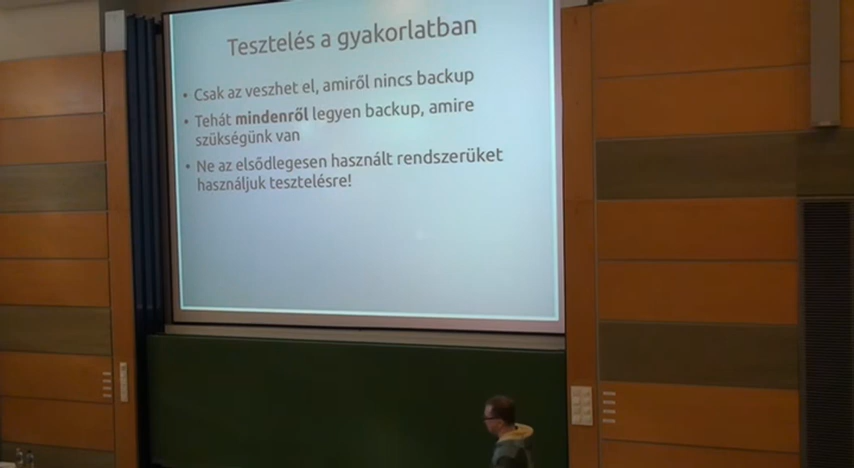 Tesztelés a gyakorlatban
• Csak az veszhet el, amiről nincs backup
• Tehát mindenről legyen backup, amire
szükségünk van
• Ne az elsődlegesen használt rendszerüket
használjuk tesztelésre!